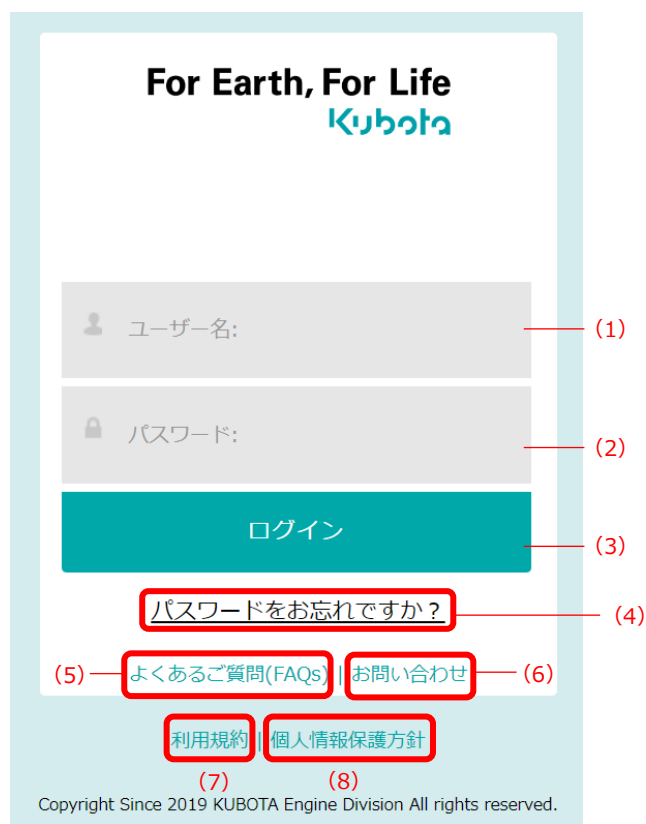 For Earth, For Life
Kubota
ユーザー名: (1)
パスワード: (2)
ログイン (3)
パスワードをお忘れですか？ (4)
(5) よくあるご質問(FAQs) | お問い合わせ (6)
利用規約 | 個人情報保護方針
(7) (8)
Copyright Since 2019 KUBOTA Engine Division All rights reserved.